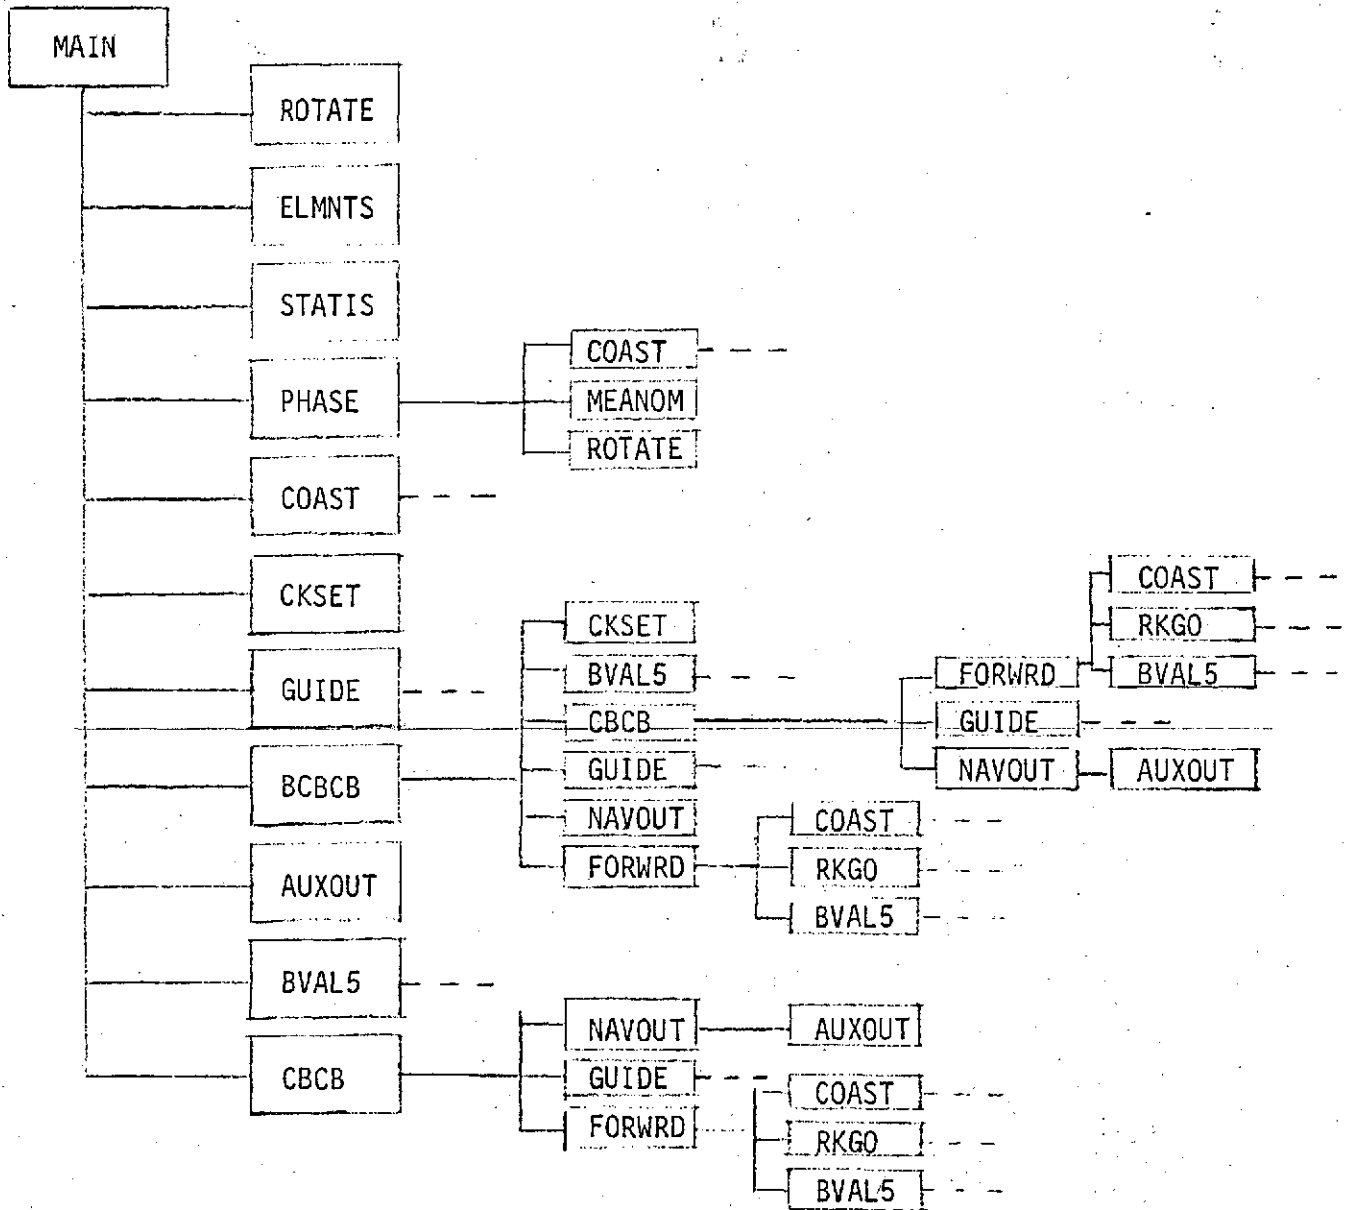 MAIN
ROTATE
ELMNTS
STATIS
PHASE
COAST
MEANOM
ROTATE
COAST
CKSET
GUIDE
BCBCB
CKSET
BVAL5
CBCB
GUIDE
NAVOUT
FORWRD
FORWRD
GUIDE
NAVOUT
AUXOUT
COAST
RKGO
BVAL5
COAST
RKGO
BVAL5
AUXOUT
BVAL5
CBCB
NAVOUT
AUXOUT
GUIDE
FORWRD
COAST
RKGO
BVAL5